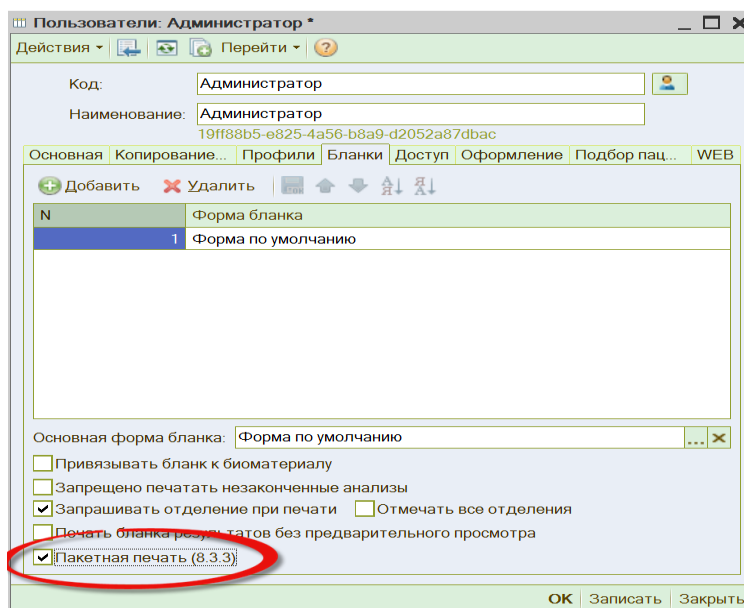 Пользователи: Администратор *
Действия Перейти
Код: Администратор
Наименование: Администратор
19ff88b5-e825-4a56-b8a9-d2052a87dbac
Основная Копирование... Профили Бланки Доступ Оформление Подбор пац... WEB
Добавить Удалить
N Форма бланка
1 Форма по умолчанию
Основная форма бланка: Форма по умолчанию ...
Привязывать бланк к биоматериалу
Запрещено печатать незаконченные анализы
Запрашивать отделение при печати Отмечать все отделения
Печать бланка результатов без предварительного просмотра
Пакетная печать (8.3.3)
OK Записать Закрыть